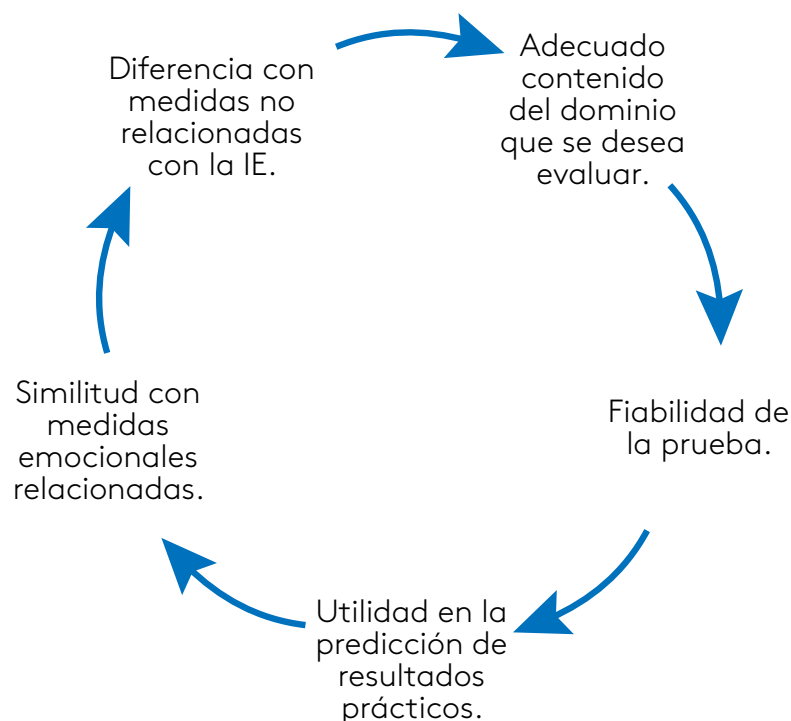 Diferencia con
medidas no
relacionadas
con la IE.
Adecuado
contenido
del dominio
que se desea
evaluar.
Fiabilidad de
la prueba.
Utilidad en la
predicción de
resultados
prácticos.
Similitud con
medidas
emocionales
relacionadas.